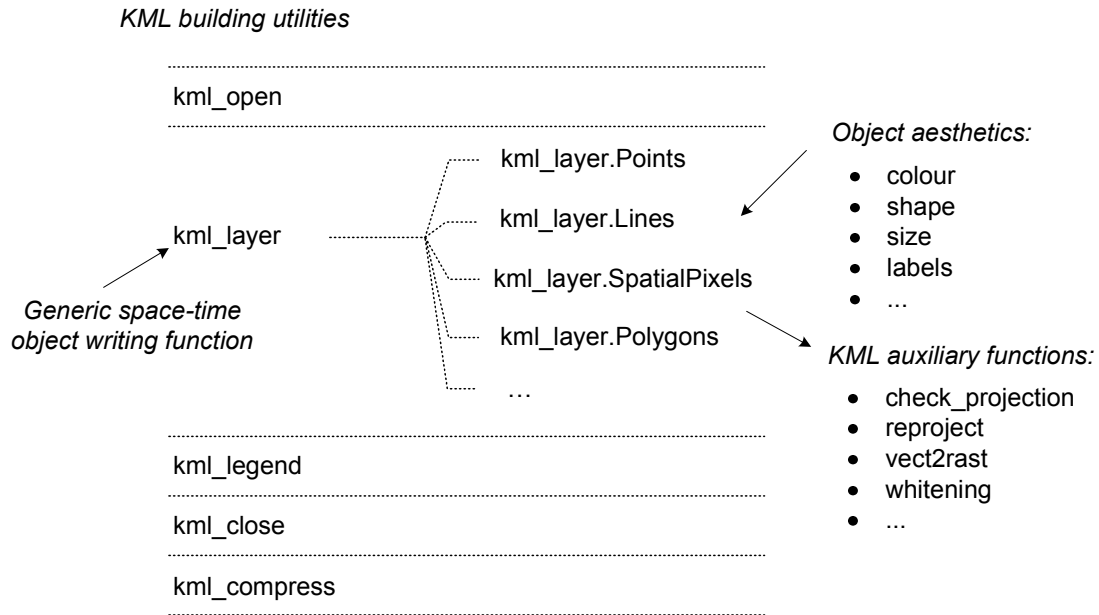 KML building utilities
kml_open
kml_layer
Generic space-time
object writing function
kml_layer.Points
kml_layer.Lines
kml_layer.SpatialPixels
kml_layer.Polygons
...
Object aesthetics:
● colour
● shape
● size
● labels
● ...
KML auxiliary functions:
● check_projection
● reproject
● vect2rast
● whitening
● ...
kml_legend
kml_close
kml_compress